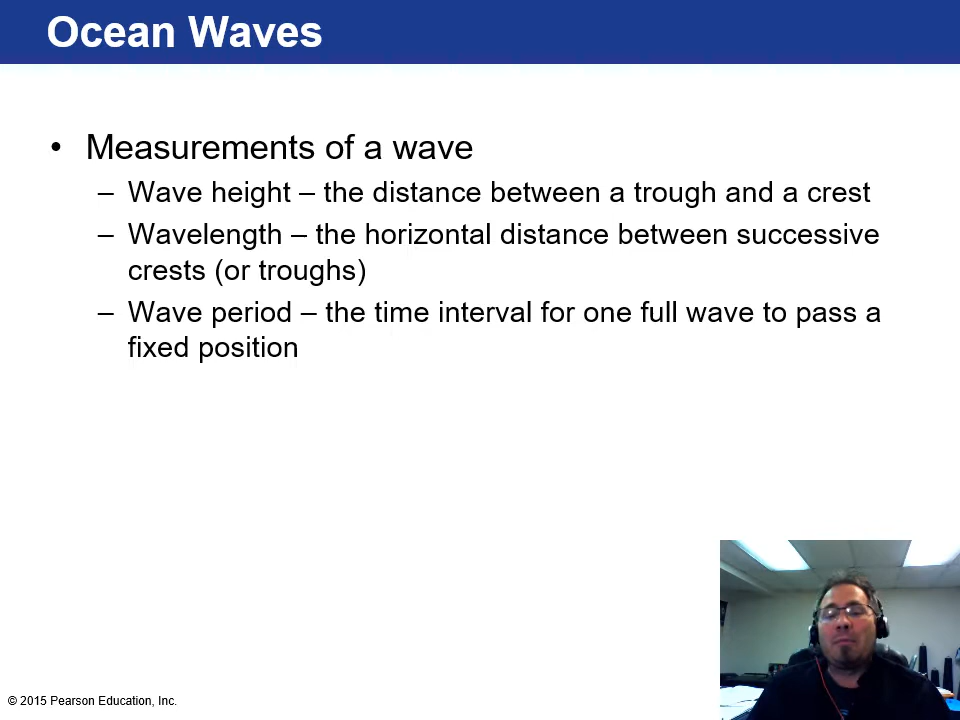 Ocean Waves
• Measurements of a wave
– Wave height – the distance between a trough and a crest
– Wavelength – the horizontal distance between successive
crests (or troughs)
– Wave period – the time interval for one full wave to pass a
fixed position
© 2015 Pearson Education, Inc.